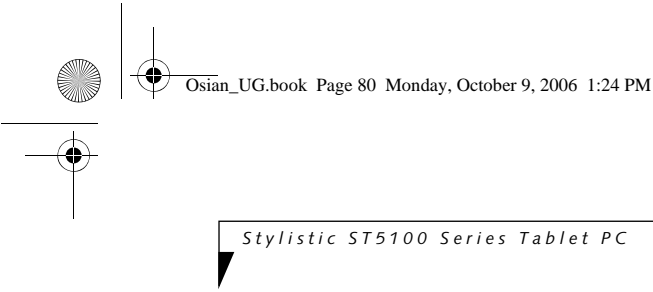 Osian_UG.book Page 80 Monday, October 9, 2006 1:24 PM
Stylistic ST5100 Series Tablet PC